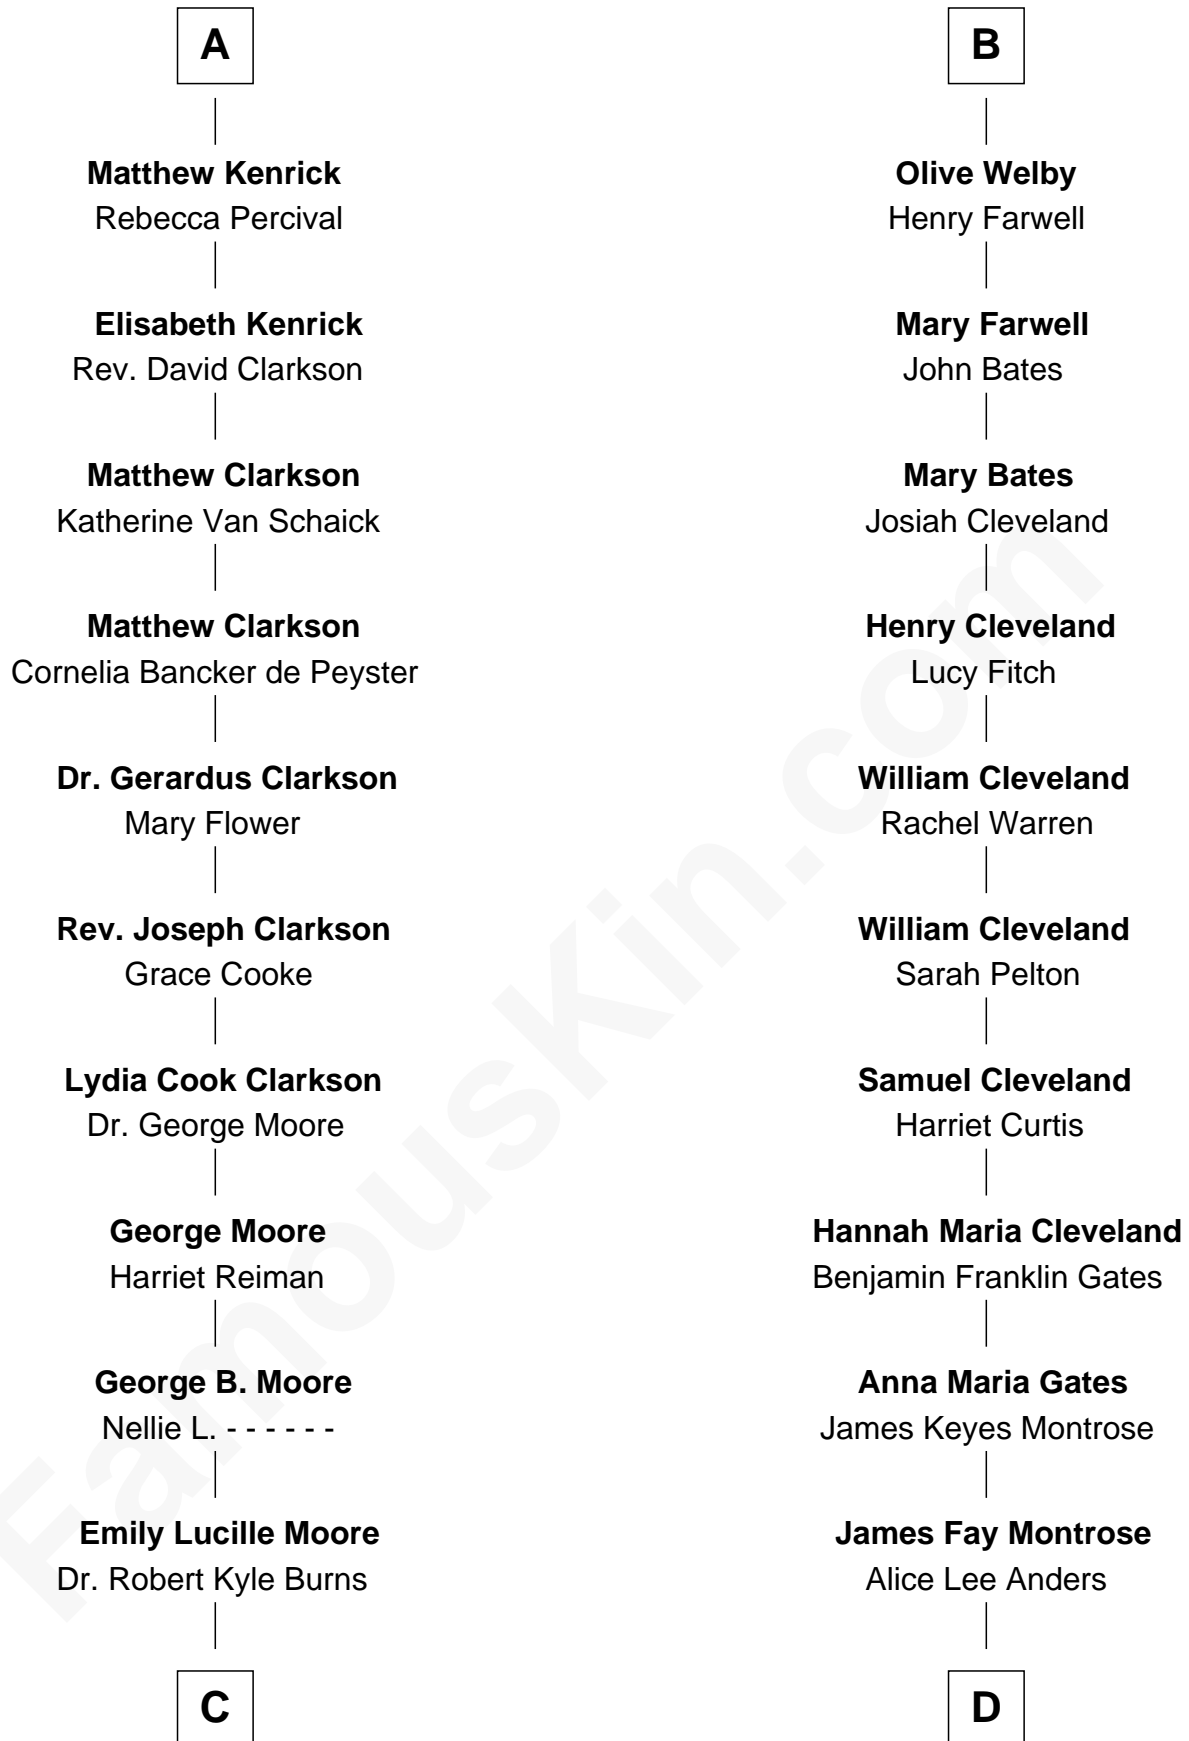 A
Matthew Kenrick
Rebecca Percival
Elisabeth Kenrick
Rev. David Clarkson
Matthew Clarkson
Katherine Van Schaick
Matthew Clarkson
Cornelia Bancker de Peyster
Dr. Gerardus Clarkson
Mary Flower
Rev. Joseph Clarkson
Grace Cooke
Lydia Cook Clarkson
Dr. George Moore
George Moore
Harriet Reiman
George B. Moore
Nellie L. - - - - - -
Emily Lucille Moore
Dr. Robert Kyle Burns
C
B
Olive Welby
Henry Farwell
Mary Farwell
John Bates
Mary Bates
Josiah Cleveland
Henry Cleveland
Lucy Fitch
William Cleveland
Rachel Warren
William Cleveland
Sarah Pelton
Samuel Cleveland
Harriet Curtis
Hannah Maria Cleveland
Benjamin Franklin Gates
Anna Maria Gates
James Keyes Montrose
James Fay Montrose
Alice Lee Anders
D
FamousKin.com